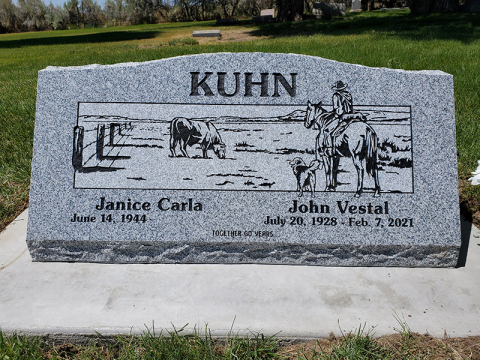 KUHN
Janice Carla John Vestal
June 14, 1944 July 20, 1928 - Feb. 7, 2021
TOGETHER 60 YEARS